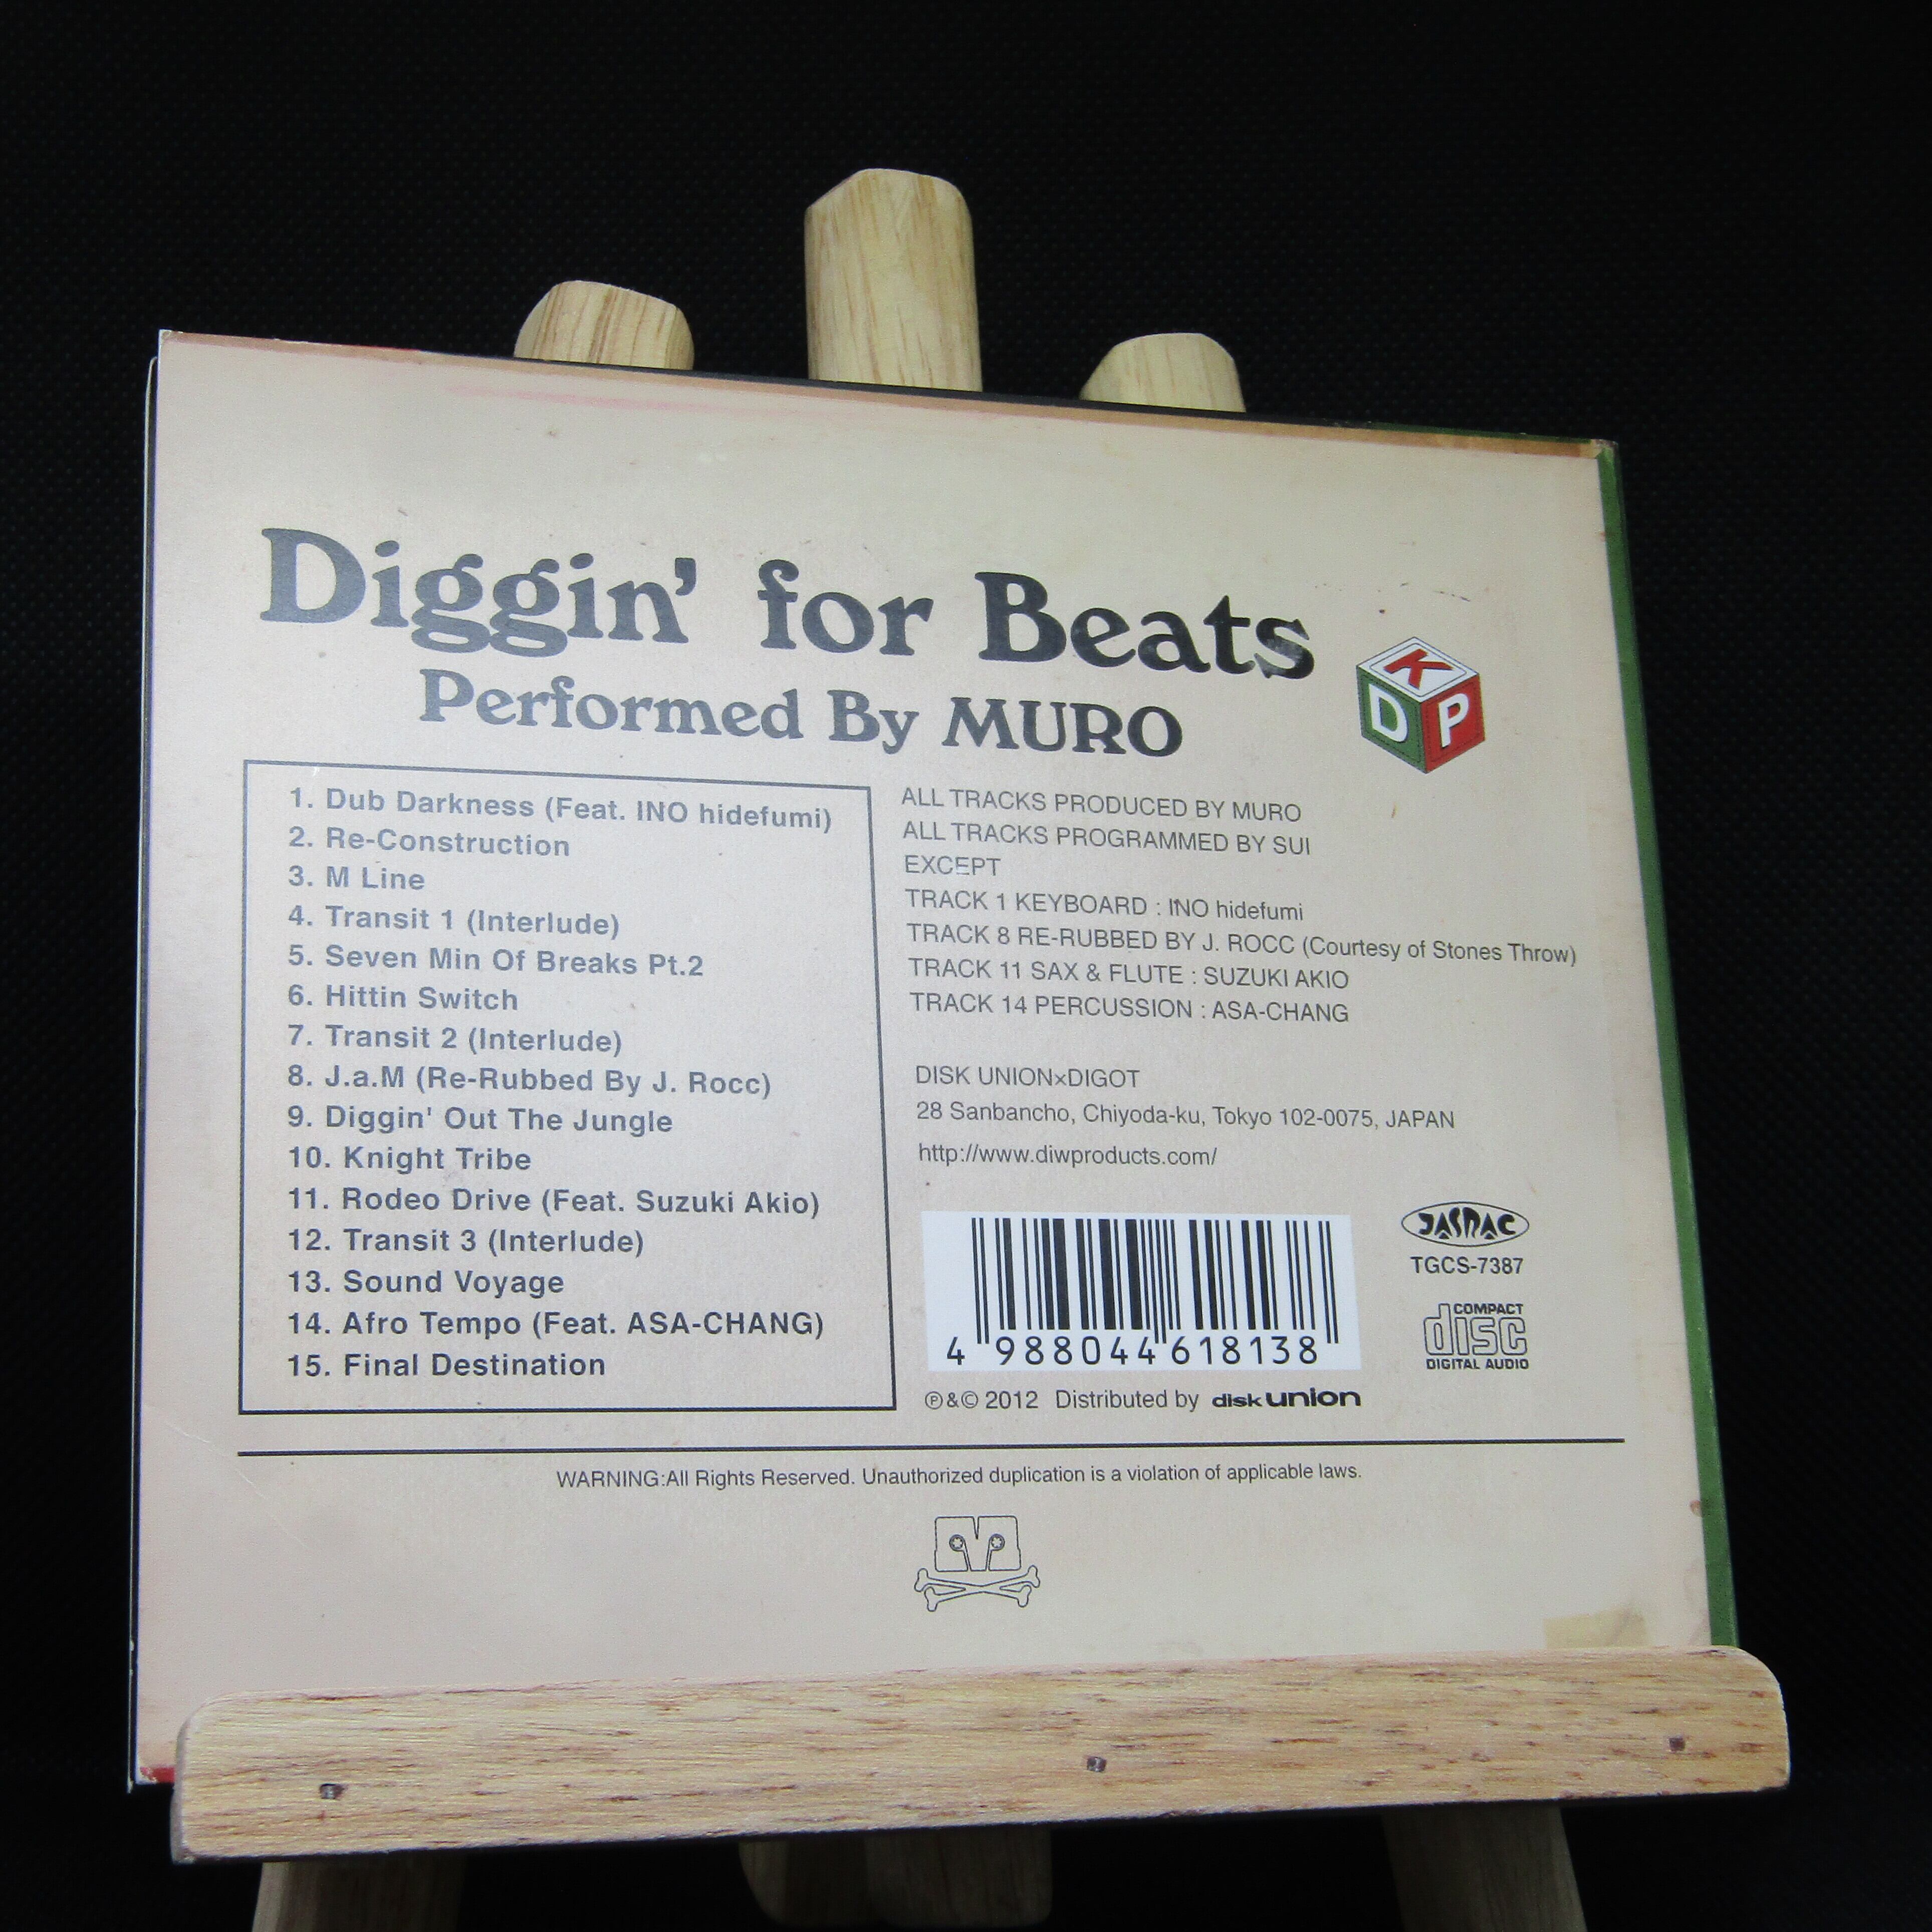 Diggin' for Beats
Performed By MURO
K
D P
1. Dub Darkness (Feat. INO hidefumi)
2. Re-Construction
3. M Line
4. Transit 1 (Interlude)
5. Seven Min Of Breaks Pt.2
6. Hittin Switch
7. Transit 2 (Interlude)
8. J.a.M (Re-Rubbed By J. Rocc)
9. Diggin' Out The Jungle
10. Knight Tribe
11. Rodeo Drive (Feat. Suzuki Akio)
12. Transit 3 (Interlude)
13. Sound Voyage
14. Afro Tempo (Feat. ASA-CHANG)
15. Final Destination
ALL TRACKS PRODUCED BY MURO
ALL TRACKS PROGRAMMED BY SUI
EXCEPT
TRACK 1 KEYBOARD : INO hidefumi
TRACK 8 RE-RUBBED BY J. ROCC (Courtesy of Stones Throw)
TRACK 11 SAX & FLUTE : SUZUKI AKIO
TRACK 14 PERCUSSION : ASA-CHANG
DISK UNION×DIGOT
28 Sanbancho, Chiyoda-ku, Tokyo 102-0075, JAPAN
http://www.diwproducts.com/
4 988044 618138
JASRAC
TGCS-7387
COMPACT
disc
DIGITAL AUDIO
℗&© 2012 Distributed by disk union
WARNING:All Rights Reserved. Unauthorized duplication is a violation of applicable laws.